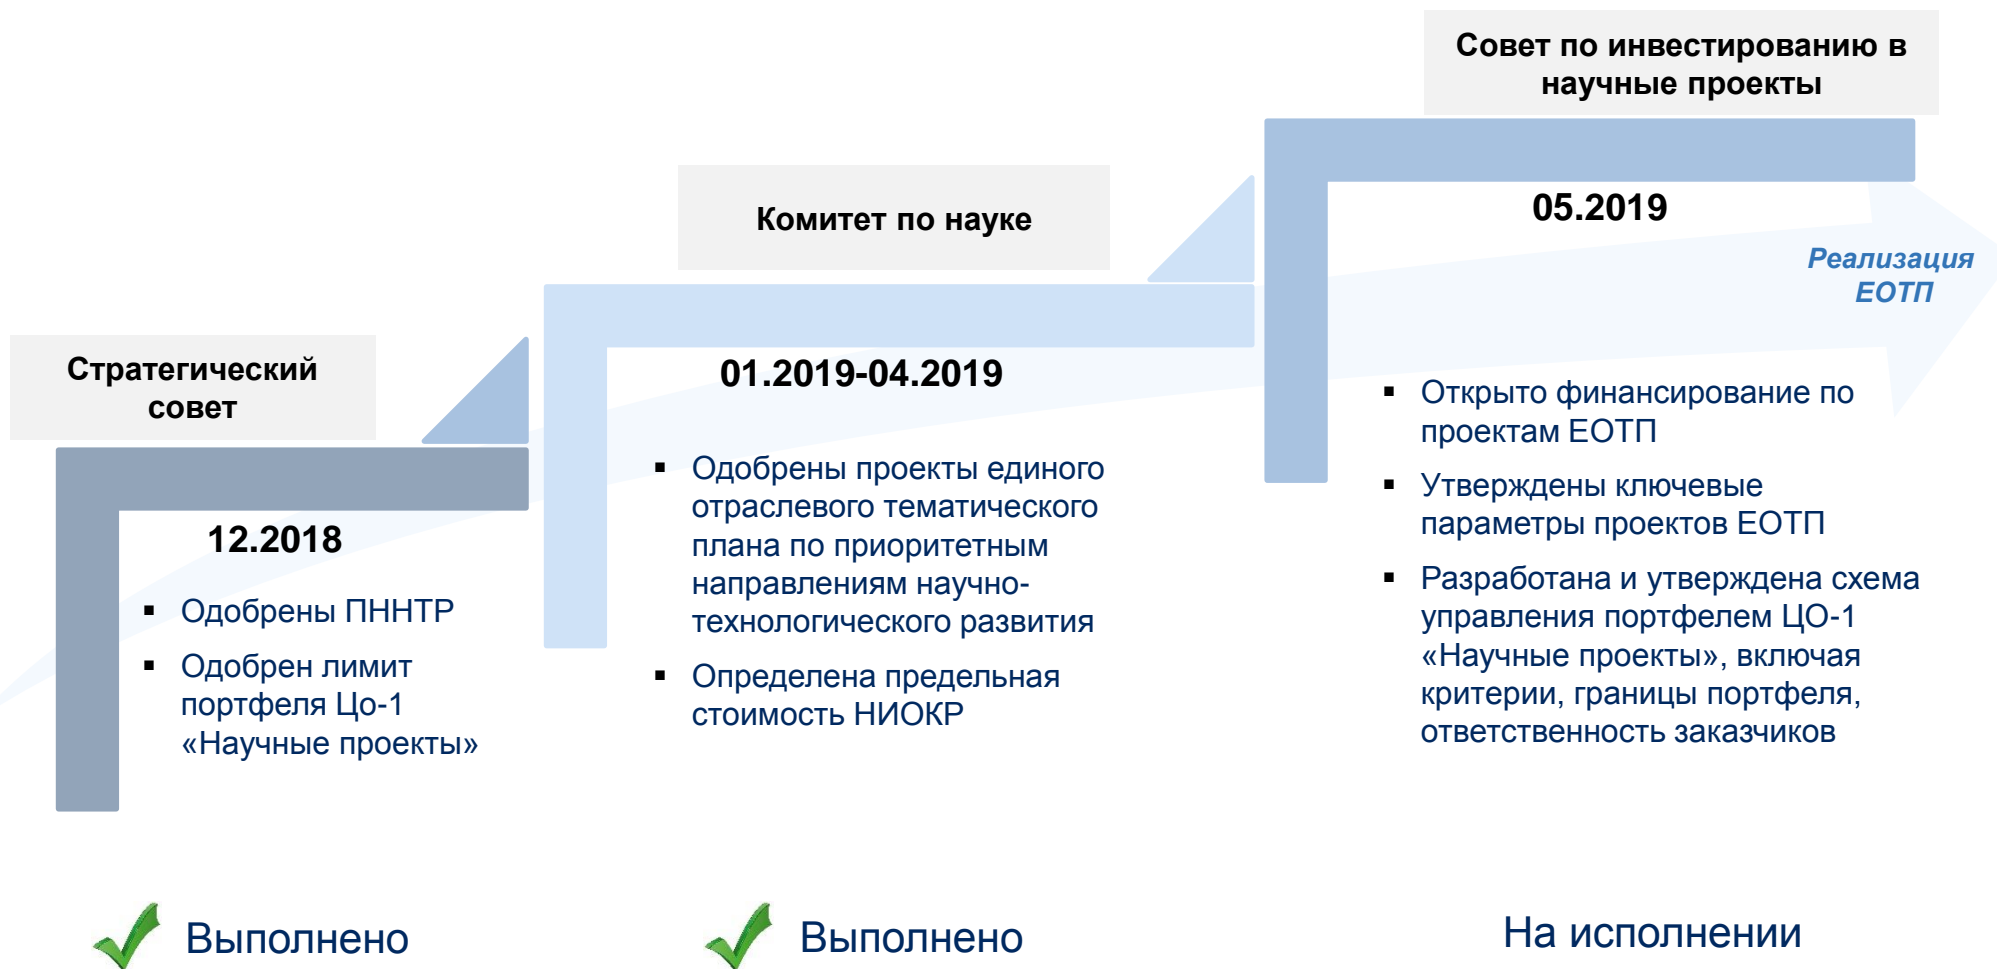 Стратегический
совет
12.2018
▪ Одобрены ПННТР
▪ Одобрен лимит
портфеля Цо-1
«Научные проекты»
Выполнено
Комитет по науке
01.2019-04.2019
▪ Одобрены проекты единого
отраслевого тематического
плана по приоритетным
направлениям научно-
технологического развития
▪ Определена предельная
стоимость НИОКР
Выполнено
Совет по инвестированию в
научные проекты
05.2019
Реализация
ЕОТП
▪ Открыто финансирование по
проектам ЕОТП
▪ Утверждены ключевые
параметры проектов ЕОТП
▪ Разработана и утверждена схема
управления портфелем ЦО-1
«Научные проекты», включая
критерии, границы портфеля,
ответственность заказчиков
На исполнении